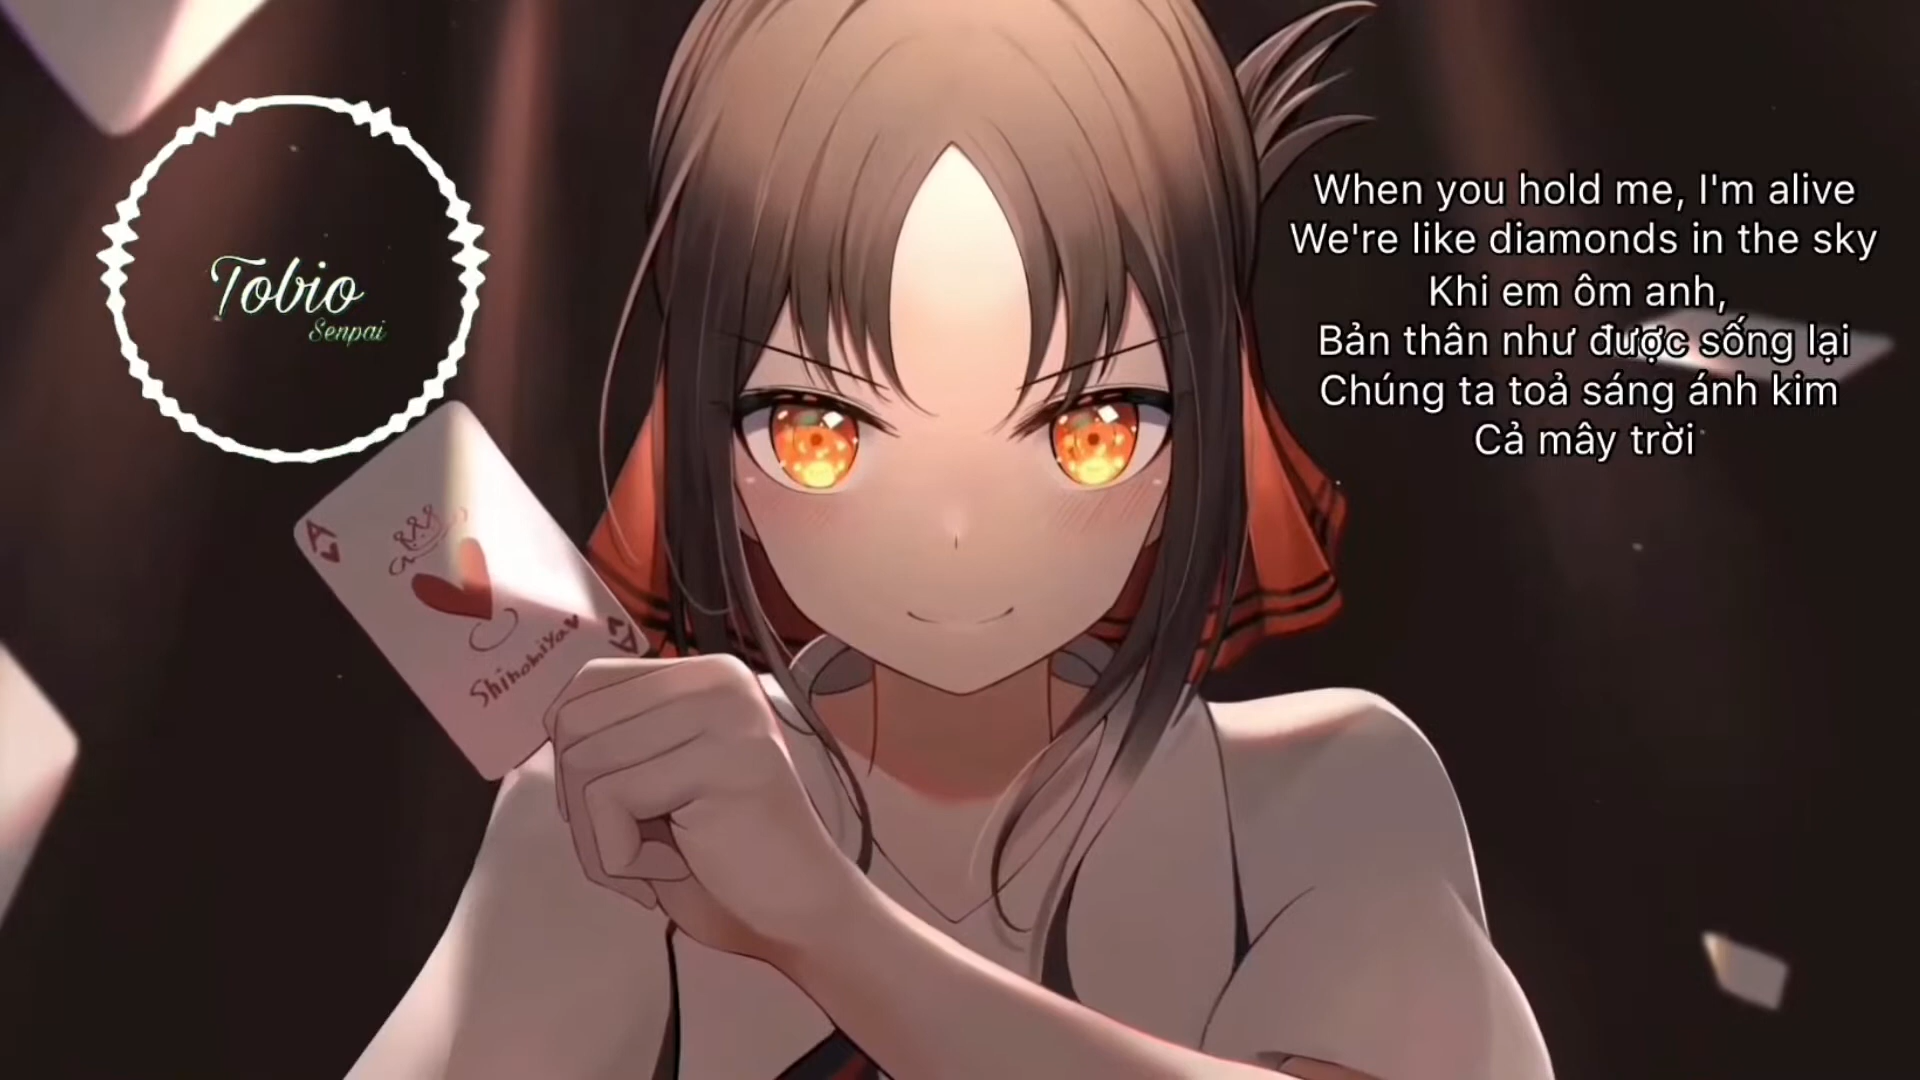 Tobio
Senpai
When you hold me, I'm alive
We're like diamonds in the sky
Khi em ôm anh,
Bản thân như được sống lại
Chúng ta toả sáng ánh kim
Cả mây trời
A
Shinomiya
A